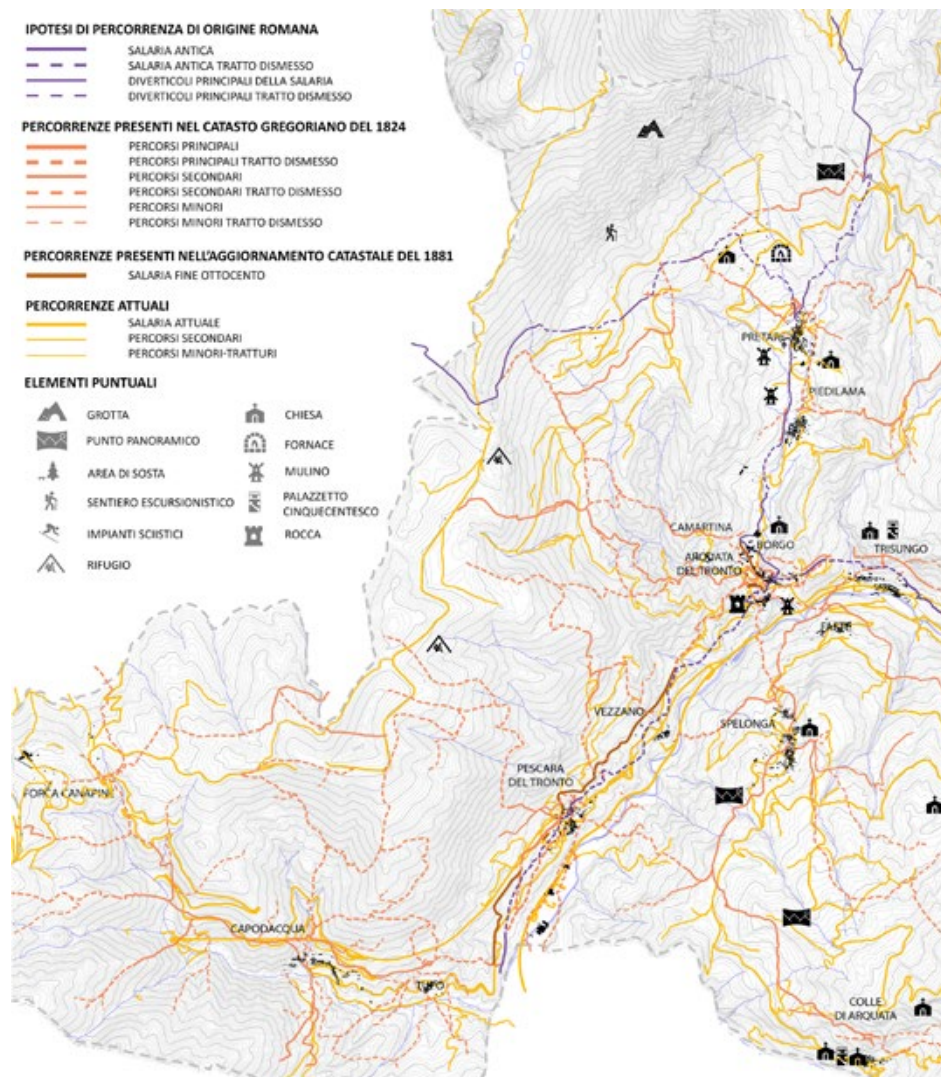 IPOTESI DI PERCORRENZA DI ORIGINE ROMANA
SALARIA ANTICA
SALARIA ANTICA TRATTO DISMESSO
DIVERTICOLI PRINCIPALI DELLA SALARIA
DIVERTICOLI PRINCIPALI TRATTO DISMESSO
PERCORRENZE PRESENTI NEL CATASTO GREGORIANO DEL 1824
PERCORSI PRINCIPALI
PERCORSI PRINCIPALI TRATTO DISMESSO
PERCORSI SECONDARI
PERCORSI SECONDARI TRATTO DISMESSO
PERCORSI MINORI
PERCORSI MINORI TRATTO DISMESSO
PERCORRENZE PRESENTI NELL'AGGIORNAMENTO CATASTALE DEL 1881
SALARIA FINE OTTOCENTO
PERCORRENZE ATTUALI
SALARIA ATTUALE
PERCORSI SECONDARI
PERCORSI MINORI-TRATTURI
ELEMENTI PUNTUALI
GROTTA
PUNTO PANORAMICO
AREA DI SOSTA
SENTIERO ESCURSIONISTICO
IMPIANTI SCIISTICI
RIFUGIO
CHIESA
FORNACE
MULINO
PALAZZETTO
CINQUECENTESCO
ROCCA
PRETARE
PIEDILAMA
CAMARTINA
BORGO
ARQUATA
DEL TRONTO
TRISUNGO
FAETE
VEZZANO
SPELONGA
PESCARA
DEL TRONTO
FORCA CANAPINE
CAPODACQUA
TUFO
COLLE
DI ARQUATA